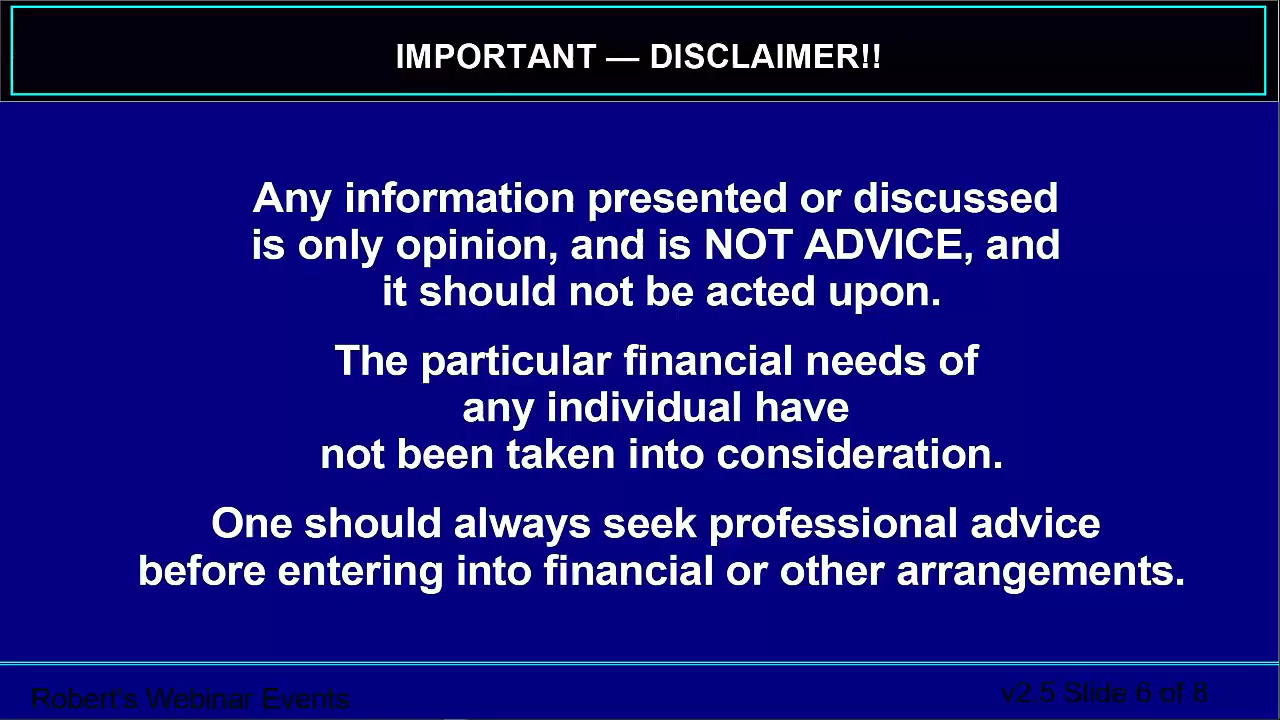 IMPORTANT — DISCLAIMER!!
Any information presented or discussed
is only opinion, and is NOT ADVICE, and
it should not be acted upon.
The particular financial needs of
any individual have
not been taken into consideration.
One should always seek professional advice
before entering into financial or other arrangements.
Robert's Webinar Events
v2.5 Slide 6 of 8